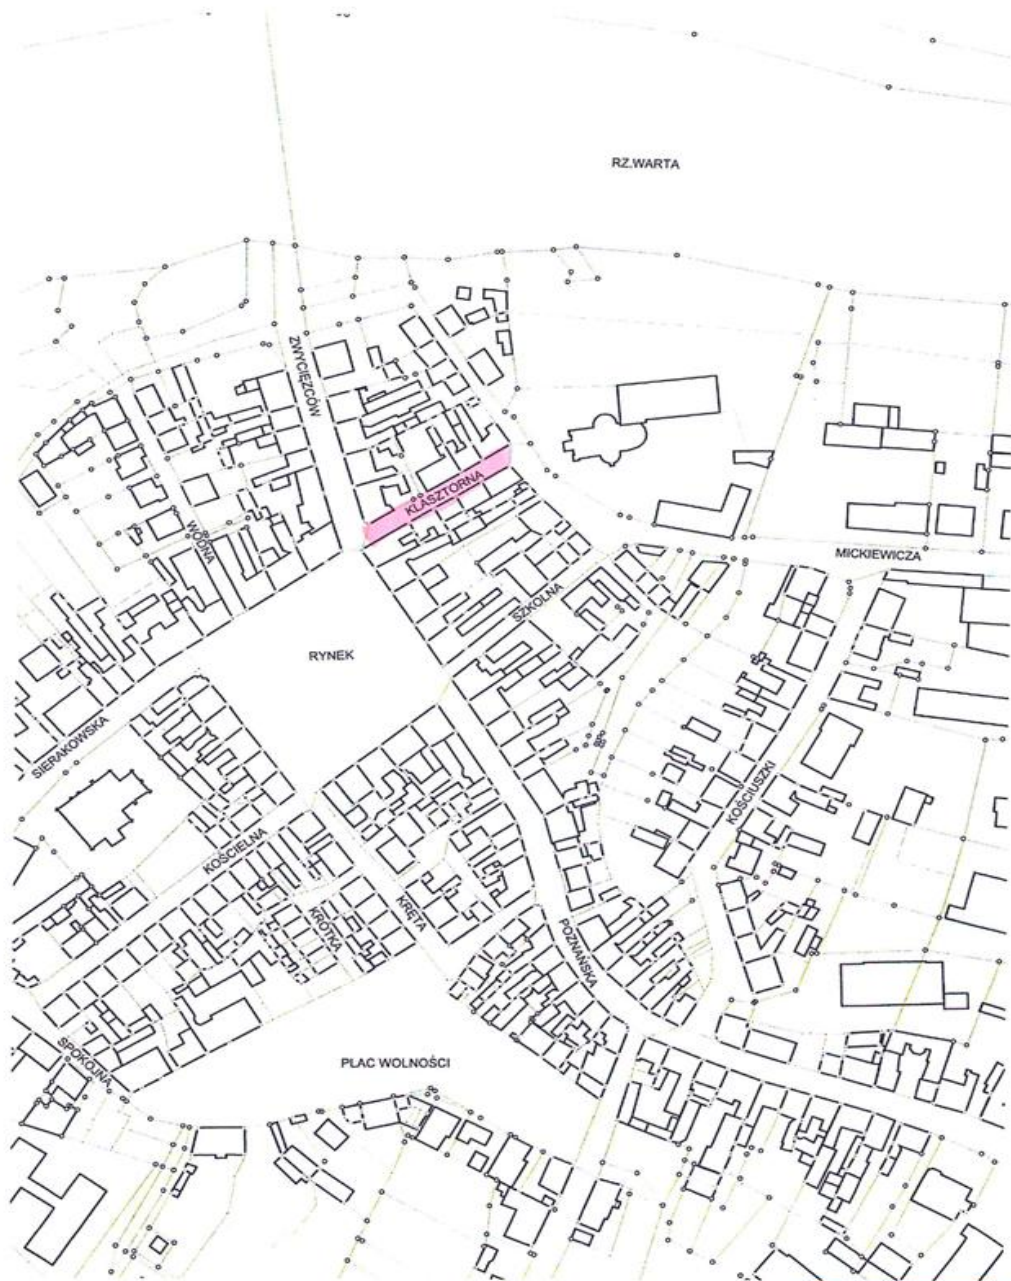 RZ.WARTA
ZWYCIĘZCÓW
KLASZTORNA
WODNA
MICKIEWICZA
SZKOLNA
RYNEK
SIERAKOWSKA
KOŚCIUSZKI
KOŚCIELNA
KRĘTA
KRÓTKA
POZNAŃSKA
SPOKOJNA
PLAC WOLNOŚCI